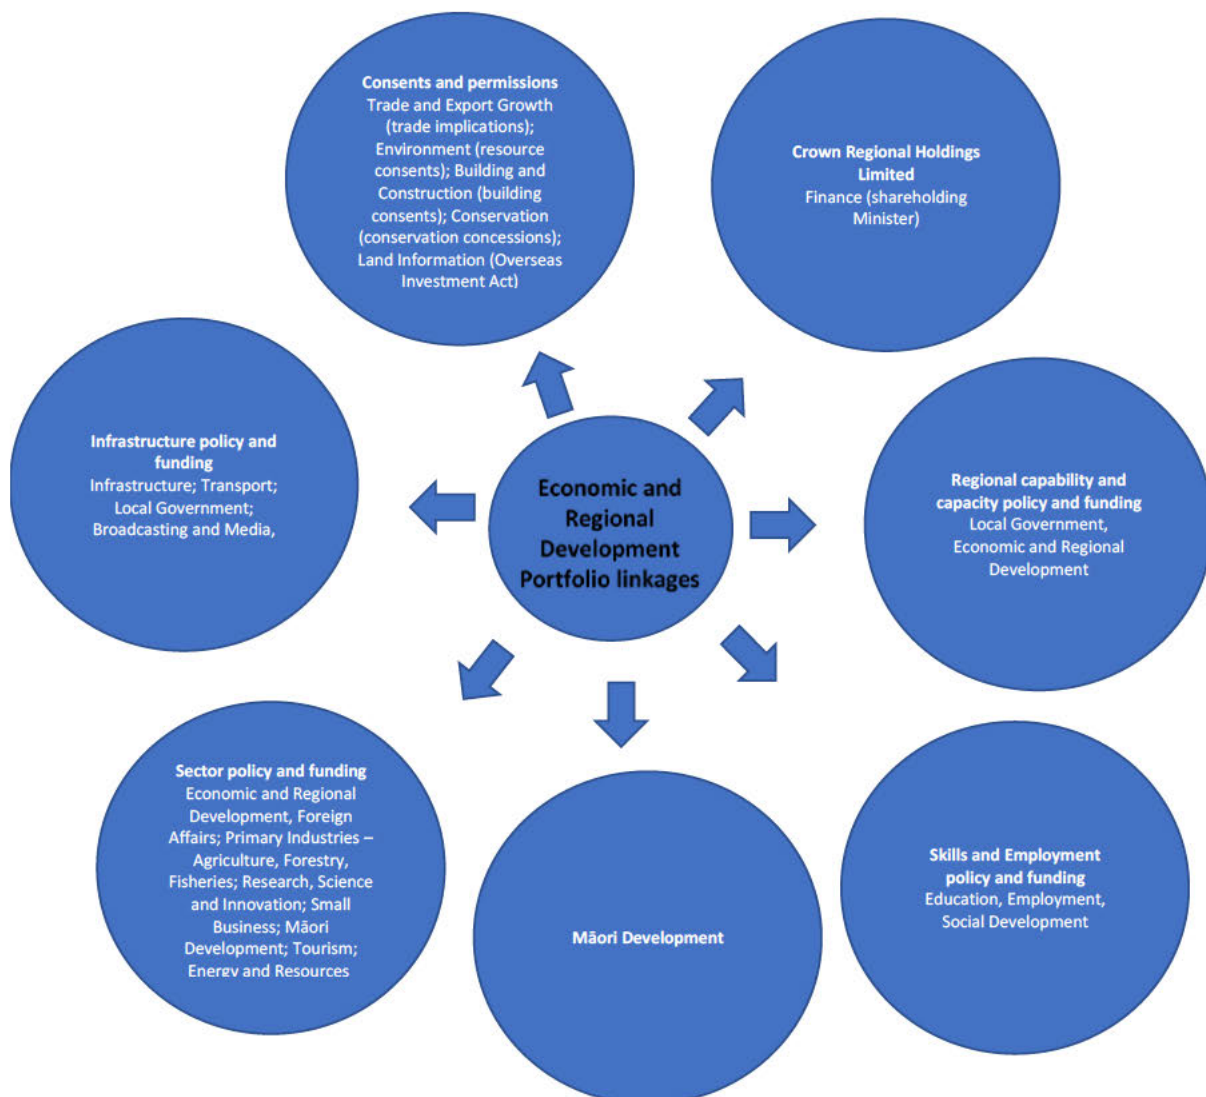 Consents and permissions
Trade and Export Growth
(trade implications);
Environment (resource
consents); Building and
Construction (building
consents); Conservation
(conservation concessions);
Land Information (Overseas
Investment Act)
Crown Regional Holdings
Limited
Finance (shareholding
Minister)
Infrastructure policy and
funding
Infrastructure; Transport;
Local Government;
Broadcasting and Media,
Economic and
Regional
Development
Portfolio linkages
Regional capability and
capacity policy and funding
Local Government,
Economic and Regional
Development
Sector policy and funding
Economic and Regional
Development, Foreign
Affairs; Primary Industries –
Agriculture, Forestry,
Fisheries; Research, Science
and Innovation; Small
Business; Māori
Development; Tourism;
Energy and Resources
Māori Development
Skills and Employment
policy and funding
Education, Employment,
Social Development